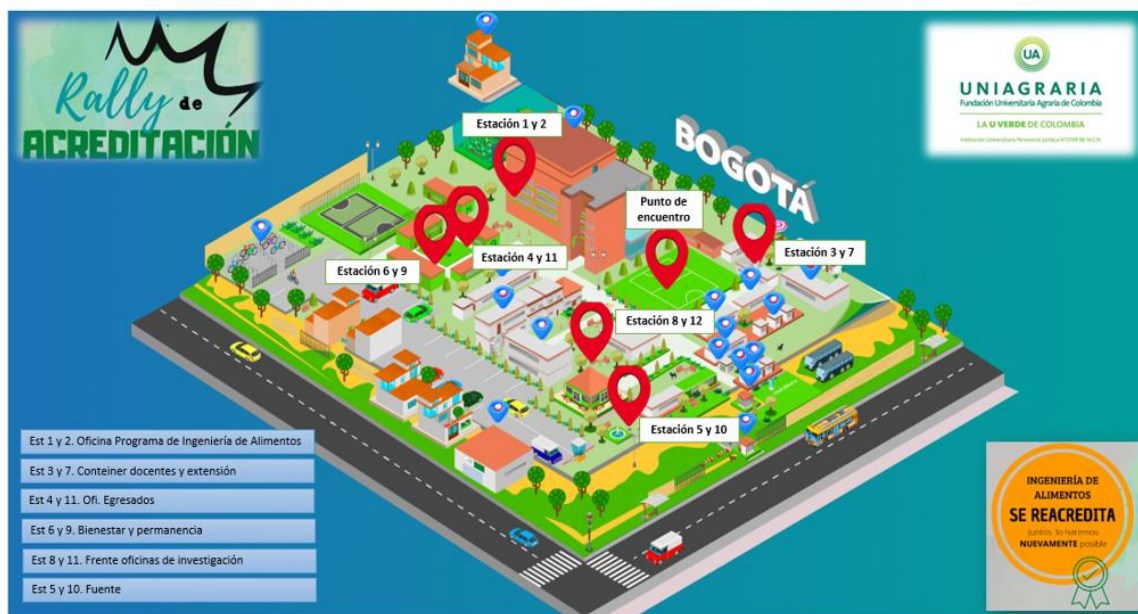 Rally de
ACREDITACIÓN
UA
UNIAGRARIA
Fundación Universitaria Agraria de Colombia
LA U VERDE DE COLOMBIA
BOGOTÁ
Estación 1 y 2
Punto de
encuentro
Estación 3 y 7
Estación 4 y 11
Estación 6 y 9
Estación 8 y 12
Estación 5 y 10
Est 1 y 2. Oficina Programa de Ingeniería de Alimentos
Est 3 y 7. Conteiner docentes y extensión
Est 4 y 11. Ofi. Egresados
Est 6 y 9. Bienestar y permanencia
Est 8 y 11. Frente oficinas de investigación
Est 5 y 10. Fuente
INGENIERÍA DE
ALIMENTOS
SE REACREDITA
Juntos lo haremos
NUEVAMENTE posible